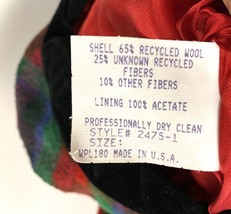 SHELL 65% RECYCLED WOOL
25% UNKNOWN RECYCLED
FIBERS
10% OTHER FIBERS
LINING 100% ACETATE
PROFESSIONALLY DRY CLEAN
STYLE# 2475-1
SIZE:
WPL180 MADE IN U.S.A.